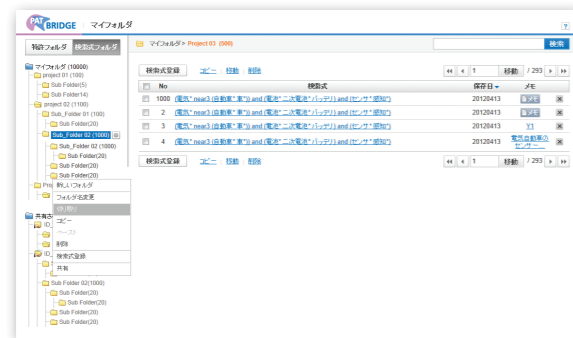 PAT BRIDGE マイフォルダ
?
特許フォルダ 検索式フォルダ
マイフォルダ> Project 03 (500)
検索
マイフォルダ (10000)
project 01 (100)
Sub Folder(5)
Sub Folder14)
project 02 (1100)
Sub_Folder 01 (100)
Sub Folder(20)
Sub_Folder 02 (1000)
Sub_Folder 02 (1000)
Sub Folder(20)
Sub Folder(20)
Sub Folder(20)
新しいフォルダ
フォルダ名変更
切り取り
コピー
ペースト
削除
検索式登録
共有
Sub Folder 02(1000)
Sub Folder(20)
Sub Folder(20)
Sub Folder(20)
Sub Folder(20)
検索式登録 コピー 移動 削除
1 移動 / 293
No 検索式 保存日 メモ
1000 (電気* near3 (自動車* 車*)) and (電池* 二次電池* バッテリ) and (センサ* 感知*) 20120413 メモ
2 (電気* near3 (自動車* 車*)) and (電池* 二次電池* バッテリ) and (センサ* 感知*) 20120413 メモ
3 (電気* near3 (自動車* 車*)) and (電池* 二次電池* バッテリ) and (センサ* 感知*) 20120413 Y1
4 (電気* near3 (自動車* 車*)) and (電池* 二次電池* バッテリ) and (センサ* 感知*) 20120413 電気自動車の
センサー...
検索式登録 コピー 移動 削除
1 移動 / 293